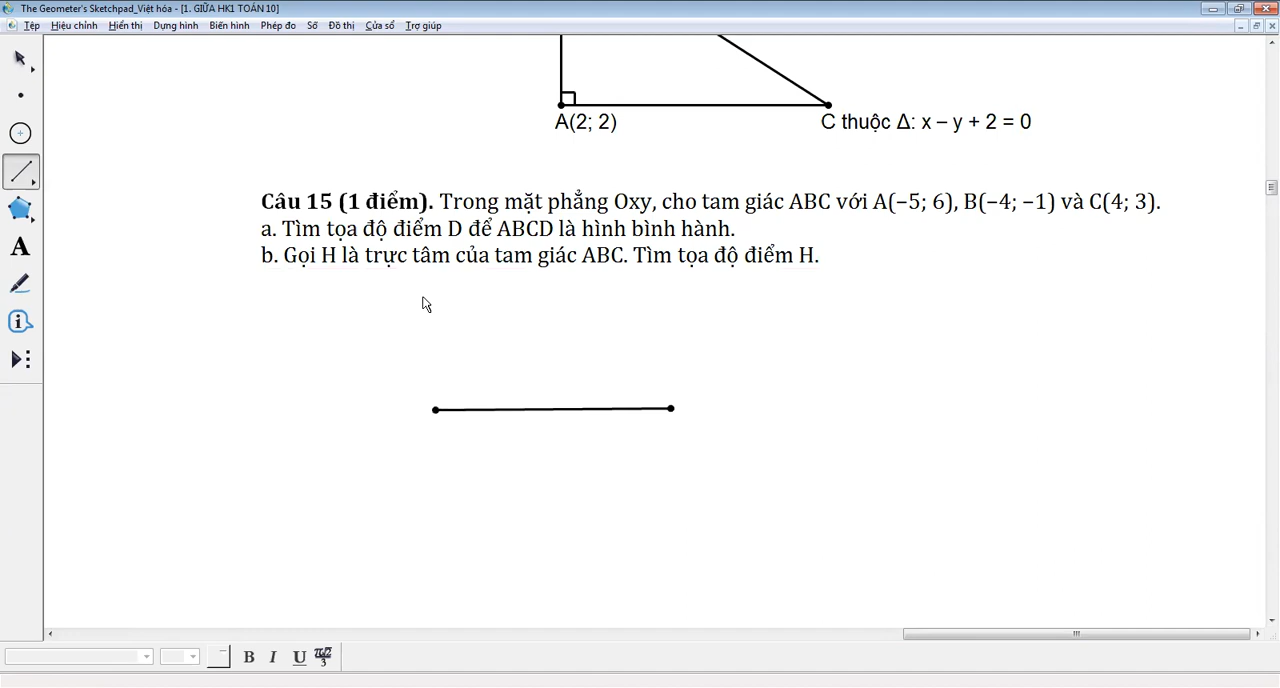 The Geometer's Sketchpad_Việt hóa - [1. GIỮA HK1 TOÁN 10]
Tệp Hiệu chỉnh Hiển thị Dựng hình Biến hình Phép đo Số Đồ thị Cửa sổ Trợ giúp
A(2; 2)
C thuộc Δ: x – y + 2 = 0
Câu 15 (1 điểm). Trong mặt phẳng Oxy, cho tam giác ABC với A(−5; 6), B(−4; −1) và C(4; 3).
a. Tìm tọa độ điểm D để ABCD là hình bình hành.
b. Gọi H là trực tâm của tam giác ABC. Tìm tọa độ điểm H.
A
B I U